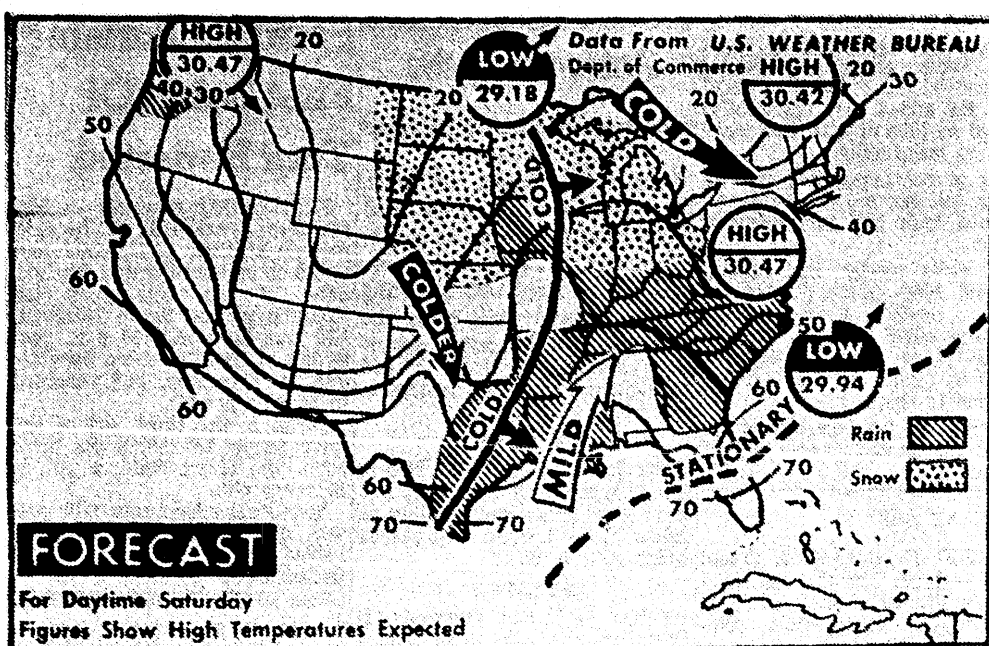 HIGH
30.47
20
40
30
50
LOW
29.18
20
Data From U.S. WEATHER BUREAU
Dept. of Commerce
HIGH
30.42
20
30
20
COLD
COLD
40
HIGH
30.47
COLDER
60
60
50
LOW
29.94
60
COLD
MILD
STATIONARY
Rain
Snow
60
70
70
70
70
FORECAST
For Daytime Saturday
Figures Show High Temperatures Expected